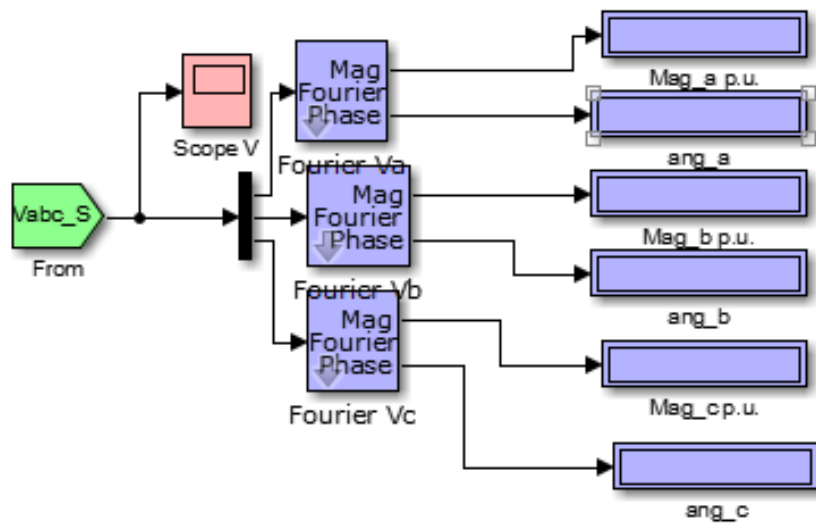 Vabc_S
From
Scope V
Mag
Fourier
Phase
Fourier Va
Mag
Fourier
Phase
Fourier Vb
Mag
Fourier
Phase
Fourier Vc
Mag_a p.u.
ang_a
Mag_b p.u.
ang_b
Mag_c p.u.
ang_c